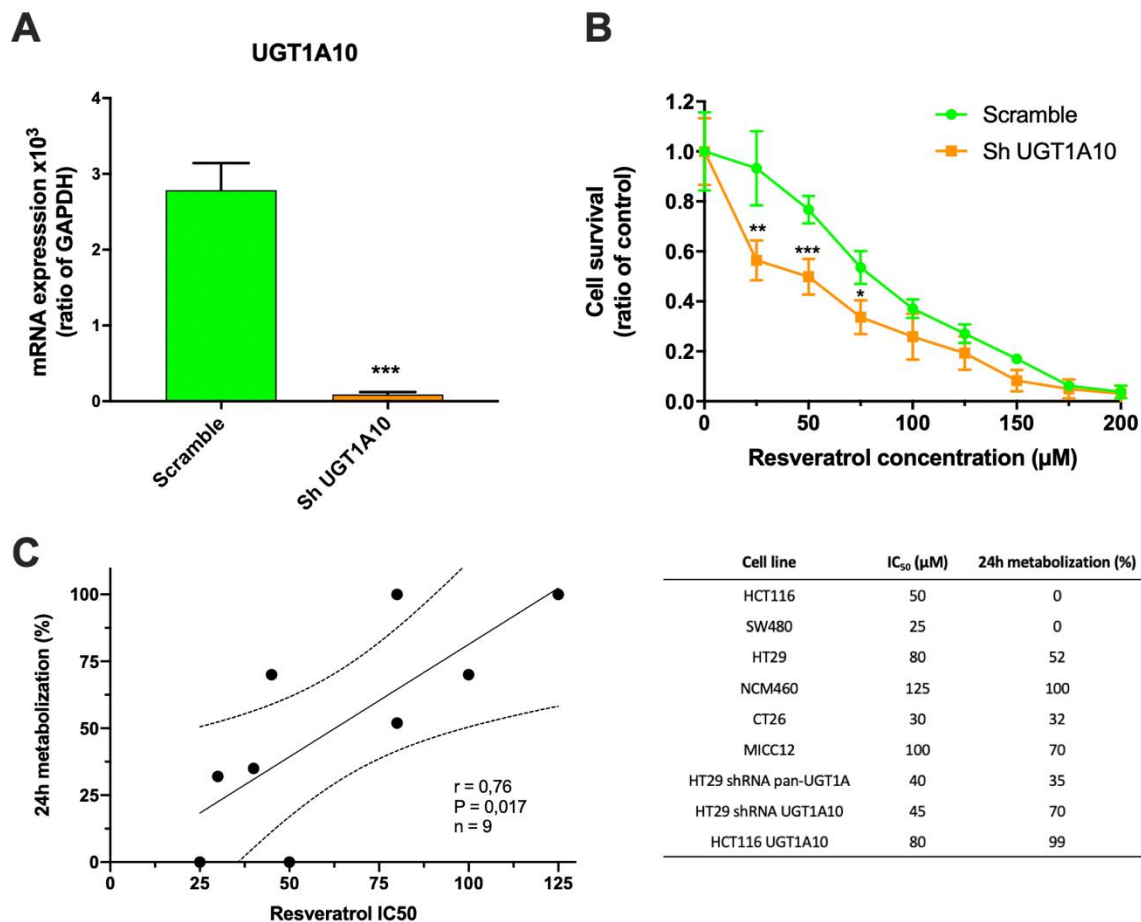 A
UGT1A10
mRNA expresssion x10³
(ratio of GAPDH)
4
3
2
1
0
***
Scramble
Sh UGT1A10
B
Cell survival
(ratio of control)
1.2
1.0
0.8
0.6
0.4
0.2
0.0
Scramble
Sh UGT1A10
**
***
*
0 50 100 150 200
Resveratrol concentration (µM)
C
24h metabolization (%)
100
75
50
25
0
r = 0,76
P = 0,017
n = 9
0 25 50 75 100 125
Resveratrol IC50
Cell line IC₅₀ (µM) 24h metabolization (%)
HCT116 50 0
SW480 25 0
HT29 80 52
NCM460 125 100
CT26 30 32
MICC12 100 70
HT29 shRNA pan-UGT1A 40 35
HT29 shRNA UGT1A10 45 70
HCT116 UGT1A10 80 99